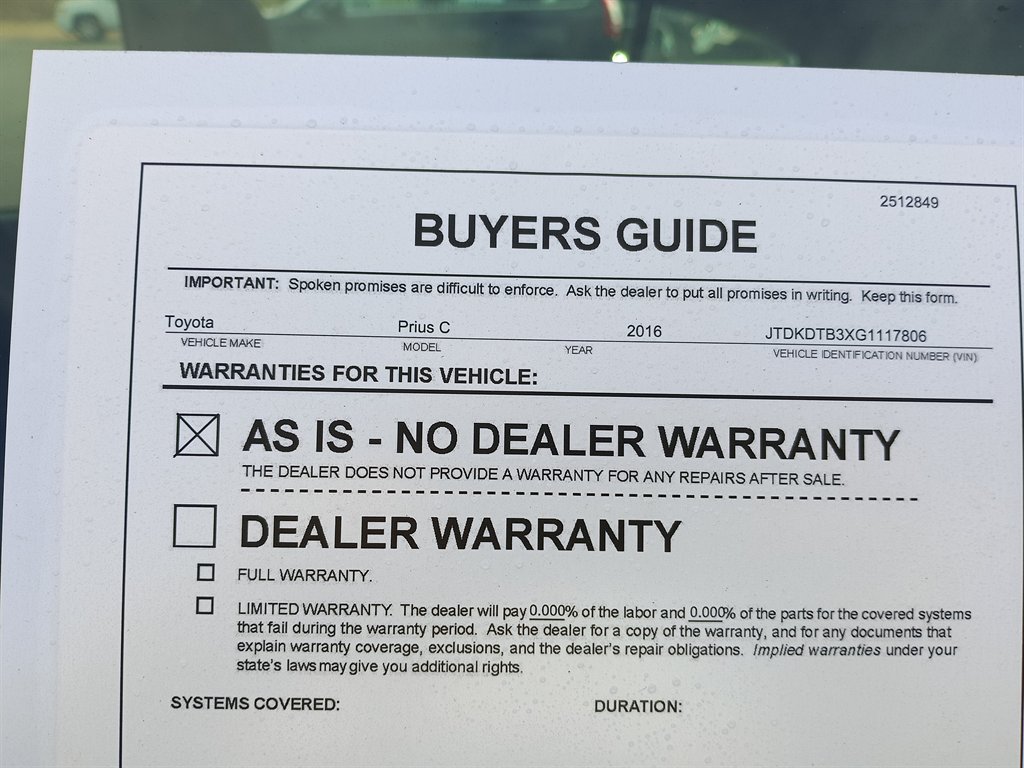 2512849
BUYERS GUIDE
IMPORTANT: Spoken promises are difficult to enforce. Ask the dealer to put all promises in writing. Keep this form.
Toyota Prius C 2016 JTDKDTB3XG1117806
VEHICLE MAKE MODEL YEAR VEHICLE IDENTIFICATION NUMBER (VIN)
WARRANTIES FOR THIS VEHICLE:
AS IS - NO DEALER WARRANTY
THE DEALER DOES NOT PROVIDE A WARRANTY FOR ANY REPAIRS AFTER SALE.
DEALER WARRANTY
FULL WARRANTY.
LIMITED WARRANTY. The dealer will pay 0.000% of the labor and 0.000% of the parts for the covered systems
that fail during the warranty period. Ask the dealer for a copy of the warranty, and for any documents that
explain warranty coverage, exclusions, and the dealer's repair obligations. Implied warranties under your
state's laws may give you additional rights.
SYSTEMS COVERED: DURATION: